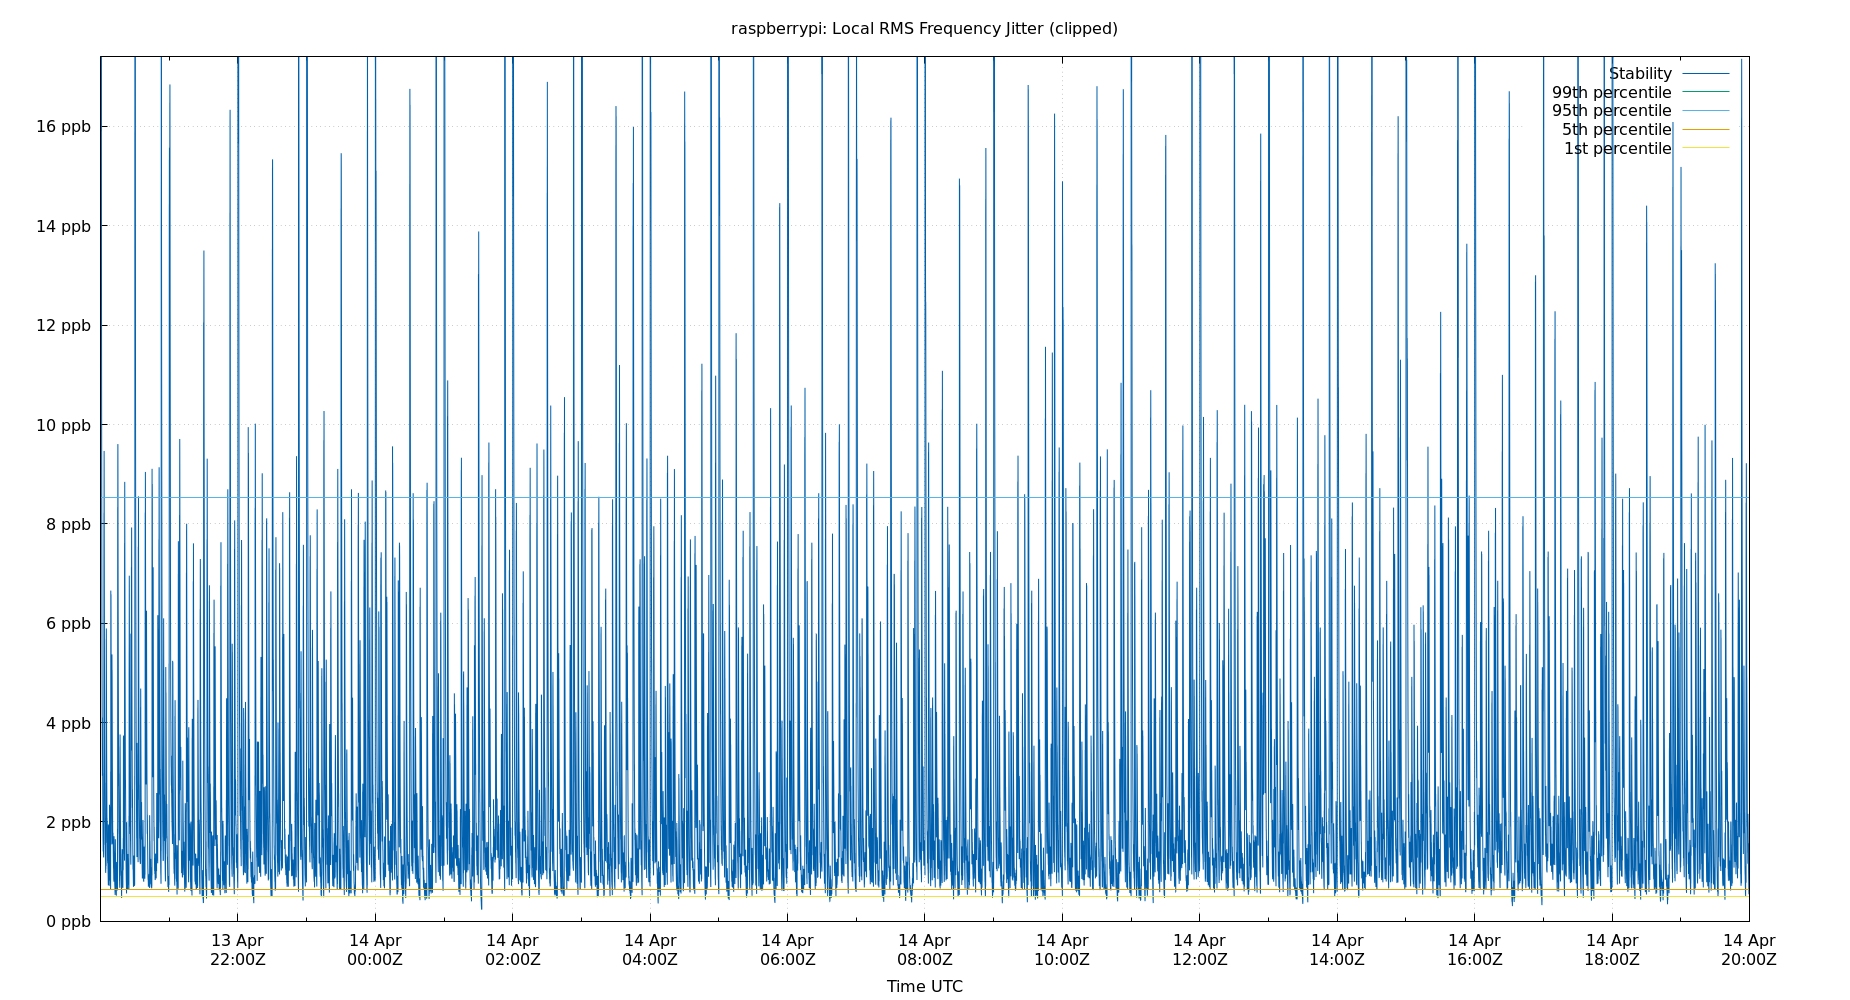 raspberrypi: Local RMS Frequency Jitter (clipped)
Stability
99th percentile
95th percentile
5th percentile
1st percentile
16 ppb
14 ppb
12 ppb
10 ppb
8 ppb
6 ppb
4 ppb
2 ppb
0 ppb
13 Apr 14 Apr 14 Apr 14 Apr 14 Apr 14 Apr 14 Apr 14 Apr 14 Apr 14 Apr 14 Apr 14 Apr
22:00Z 00:00Z 02:00Z 04:00Z 06:00Z 08:00Z 10:00Z 12:00Z 14:00Z 16:00Z 18:00Z 20:00Z
Time UTC